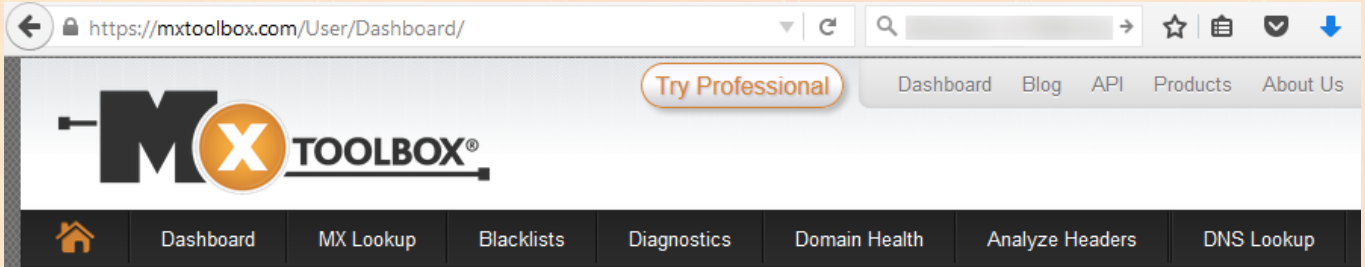 https://mxtoolbox.com/User/Dashboard/
Try Professional Dashboard Blog API Products About Us
MX TOOLBOX®
Dashboard MX Lookup Blacklists Diagnostics Domain Health Analyze Headers DNS Lookup